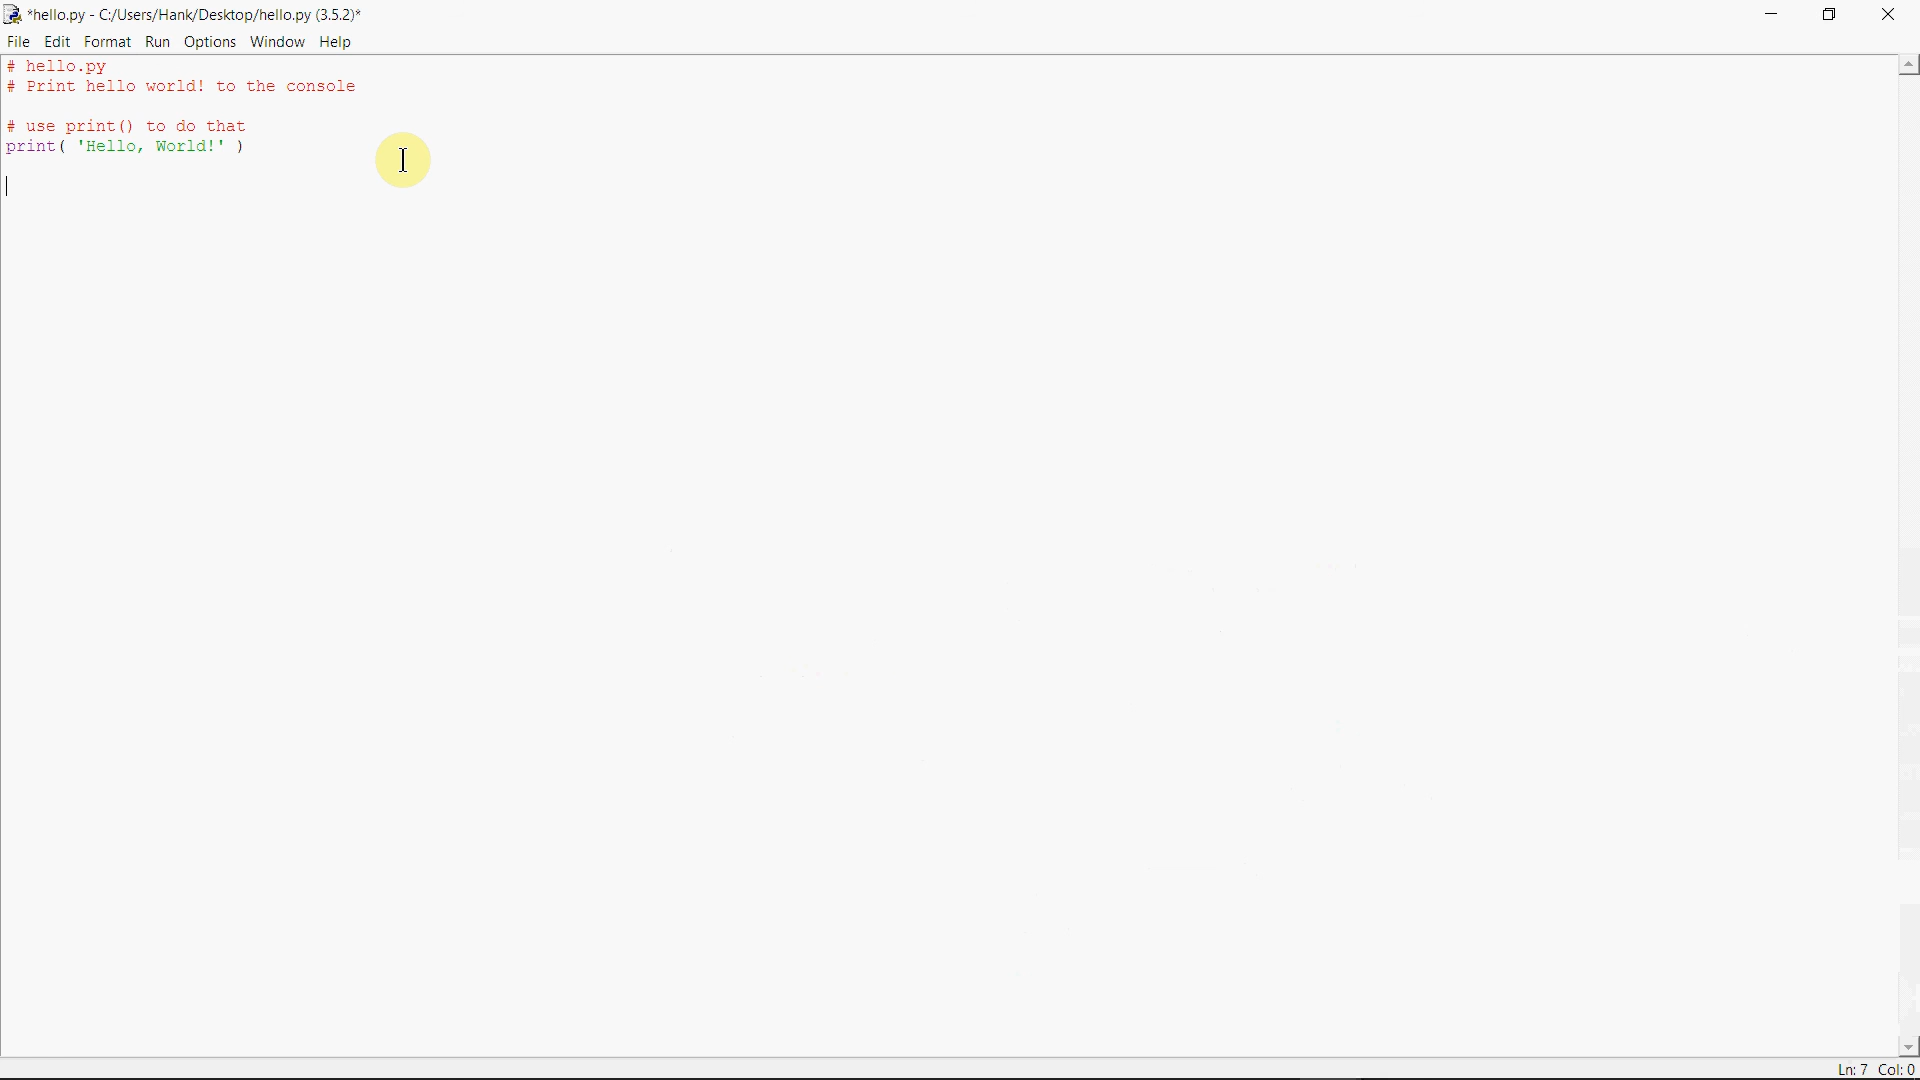 *hello.py - C:/Users/Hank/Desktop/hello.py (3.5.2)*
File Edit Format Run Options Window Help
# hello.py
# Print hello world! to the console
# use print() to do that
print( 'Hello, World!' )
Ln: 7 Col: 0